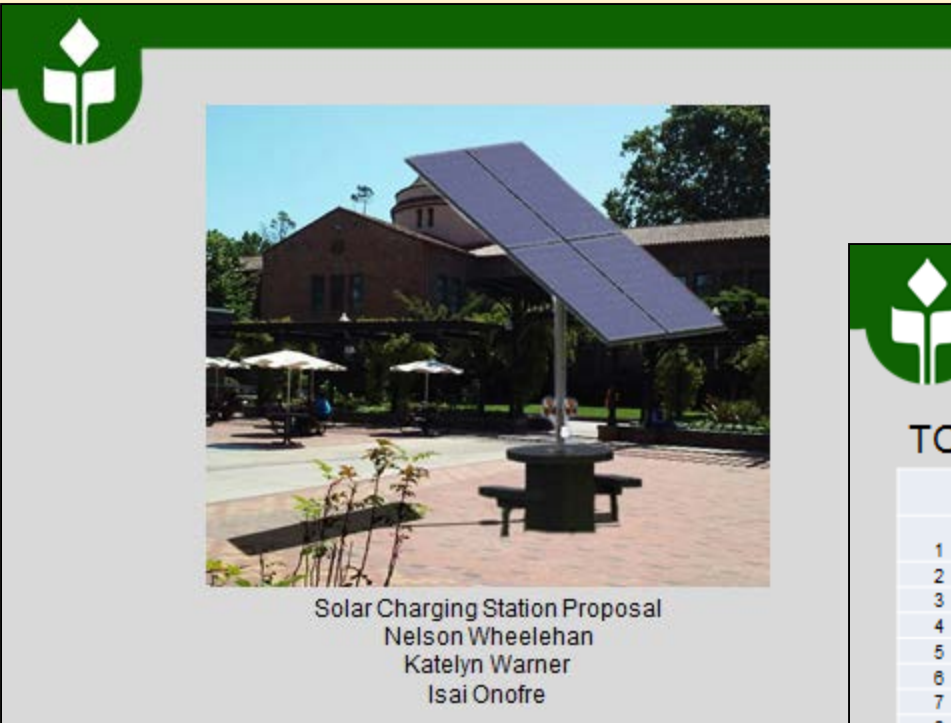 Solar Charging Station Proposal
Nelson Wheelehan
Katelyn Warner
Isai Onofre
TO
1
2
3
4
5
6
7